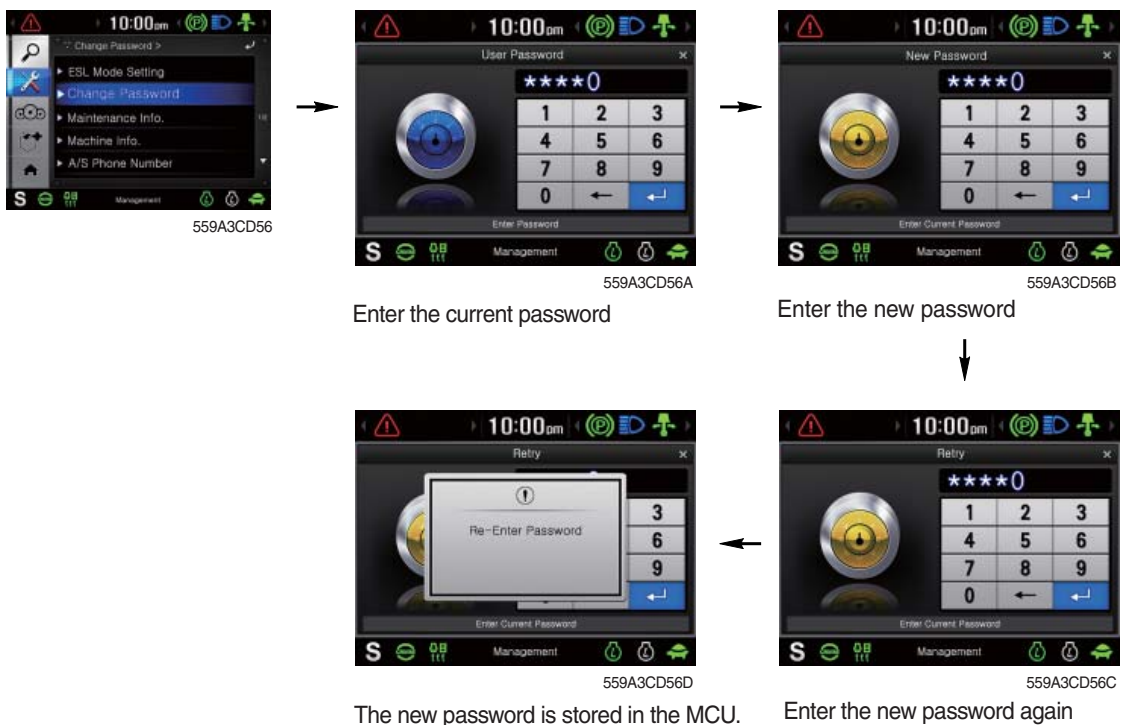 10:00pm
Change Password >
ESL Mode Setting
Change Password
Maintenance Info.
Machine Info.
A/S Phone Number
S Management
559A3CD56
10:00pm
User Password ×
****0
1 2 3
4 5 6
7 8 9
0 ← ↵
Enter Password
S Management
559A3CD56A
Enter the current password
10:00pm
New Password ×
****0
1 2 3
4 5 6
7 8 9
0 ← ↵
Enter Current Password
S Management
559A3CD56B
Enter the new password
10:00pm
Retry ×
Re-Enter Password
3
6
9
Enter Current Password
S Management
559A3CD56D
The new password is stored in the MCU.
10:00pm
Retry ×
****0
1 2 3
4 5 6
7 8 9
0 ← ↵
Enter Current Password
S Management
559A3CD56C
Enter the new password again